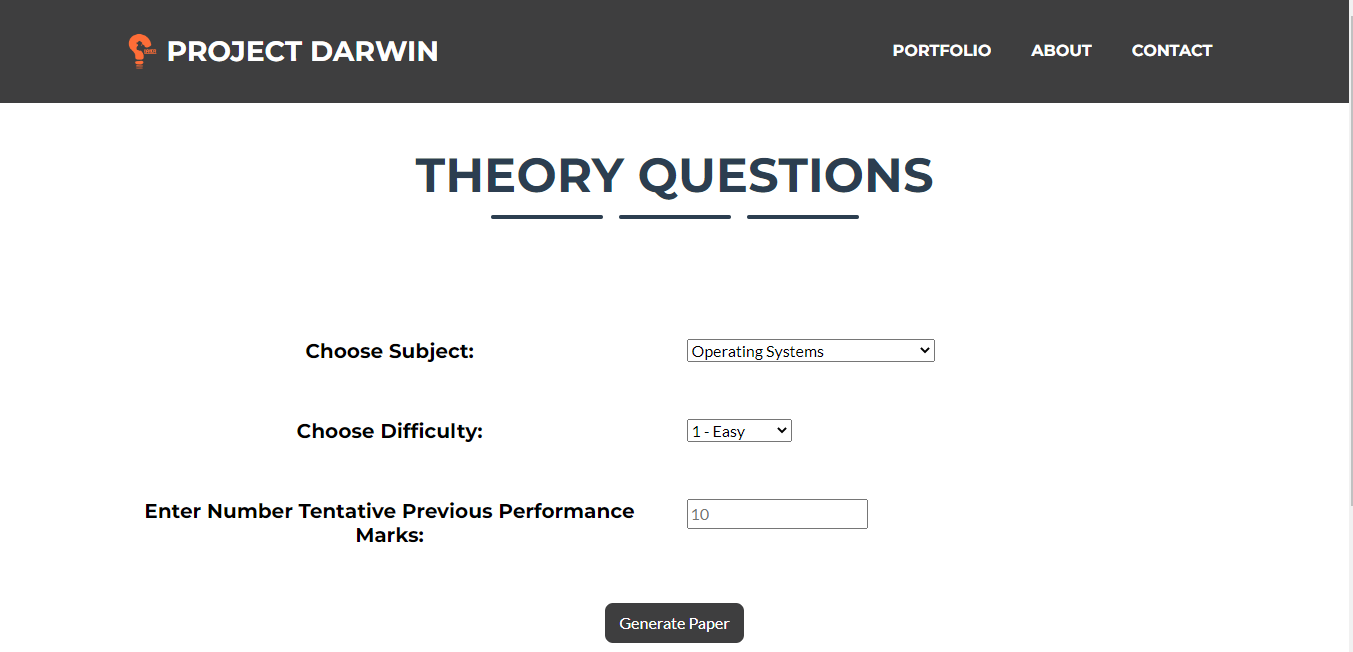 PROJECT DARWIN
PORTFOLIO ABOUT CONTACT
THEORY QUESTIONS
Choose Subject:
Operating Systems
Choose Difficulty:
1 - Easy
Enter Number Tentative Previous Performance
Marks:
10
Generate Paper